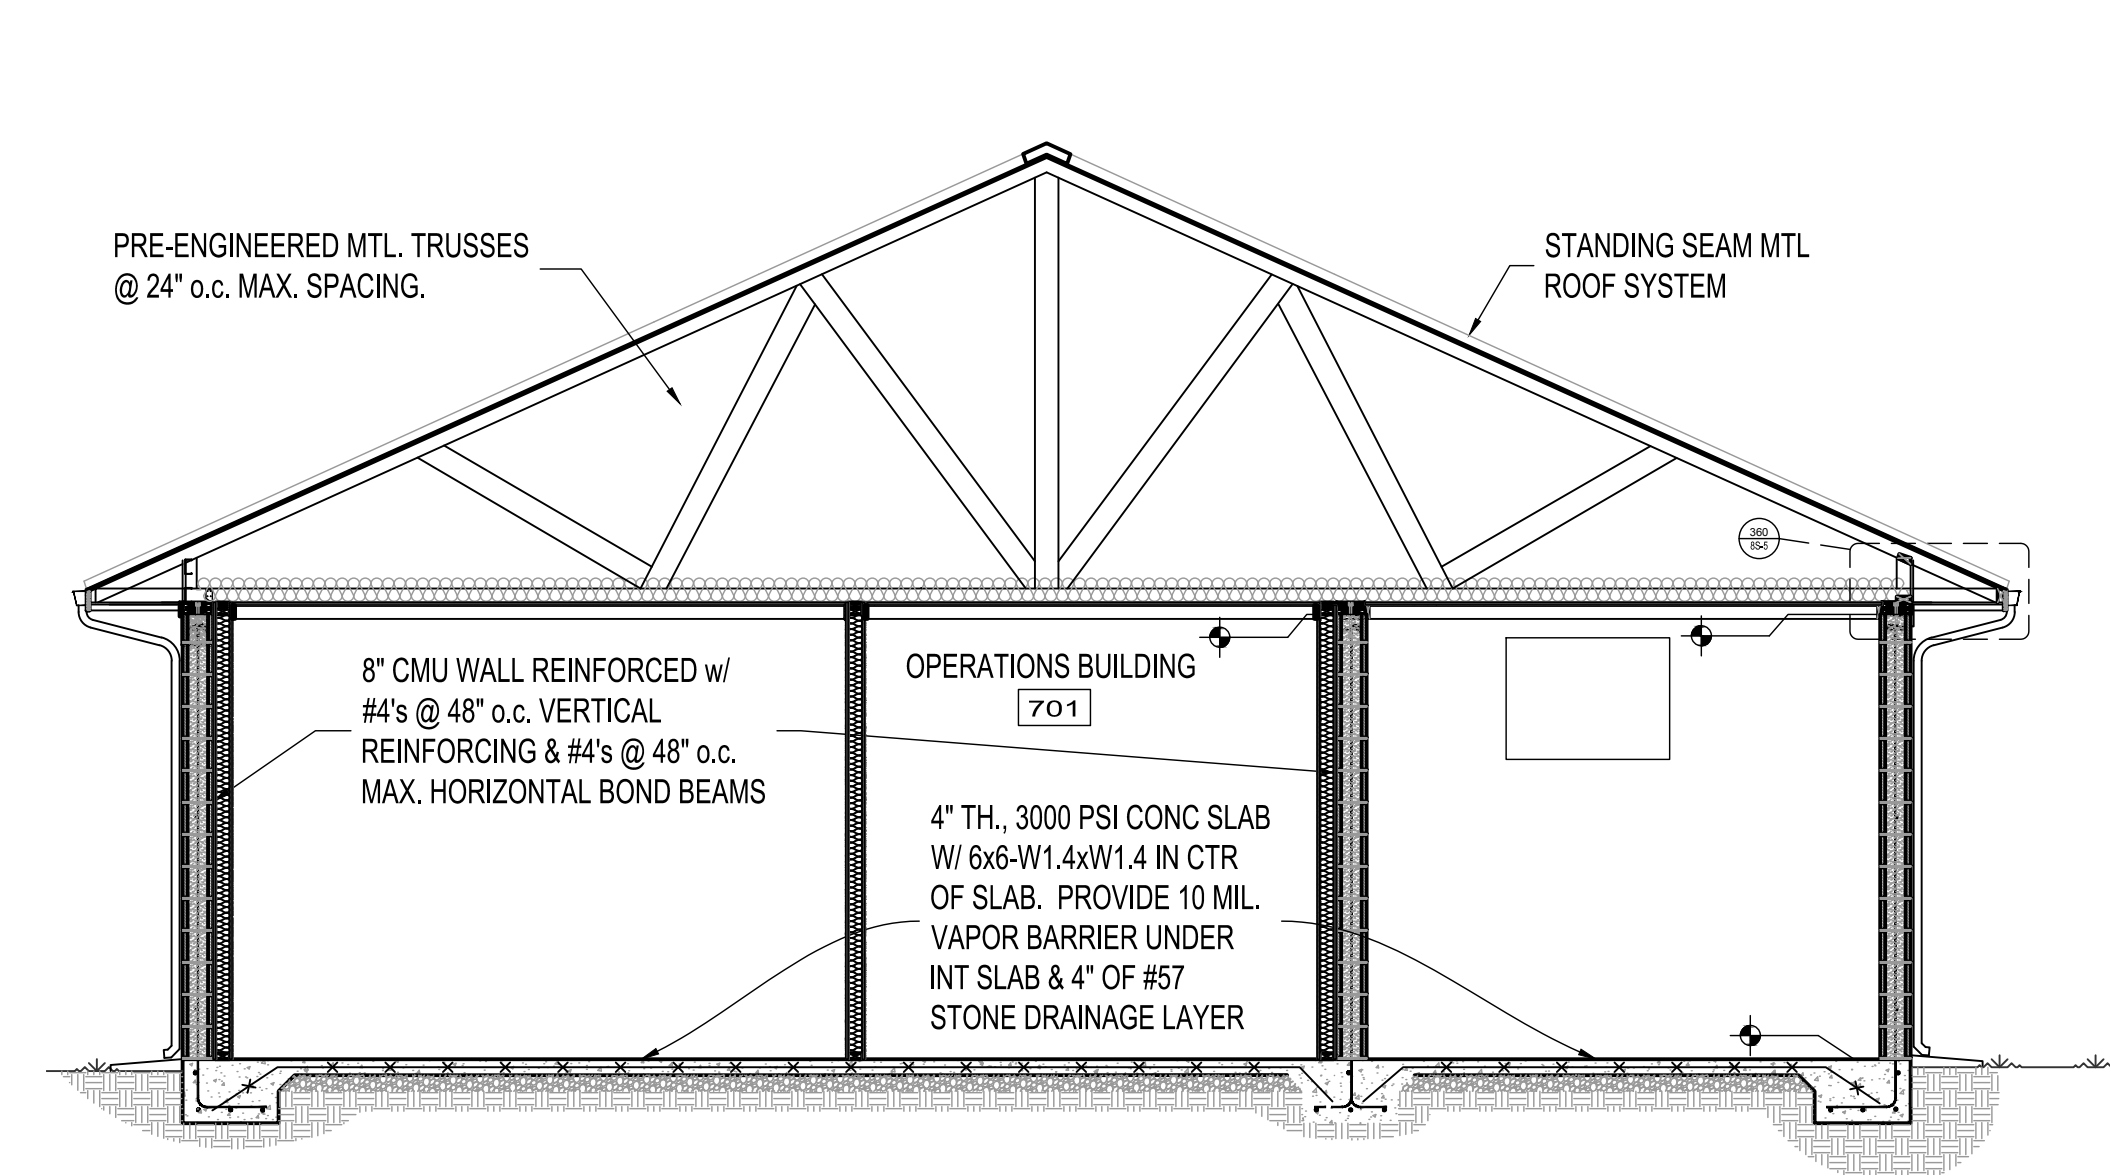 PRE-ENGINEERED MTL. TRUSSES
@ 24" o.c. MAX. SPACING.
STANDING SEAM MTL
ROOF SYSTEM
360
8S-5
8" CMU WALL REINFORCED w/
#4's @ 48" o.c. VERTICAL
REINFORCING & #4's @ 48" o.c.
MAX. HORIZONTAL BOND BEAMS
OPERATIONS BUILDING
701
4" TH., 3000 PSI CONC SLAB
W/ 6x6-W1.4xW1.4 IN CTR
OF SLAB. PROVIDE 10 MIL.
VAPOR BARRIER UNDER
INT SLAB & 4" OF #57
STONE DRAINAGE LAYER